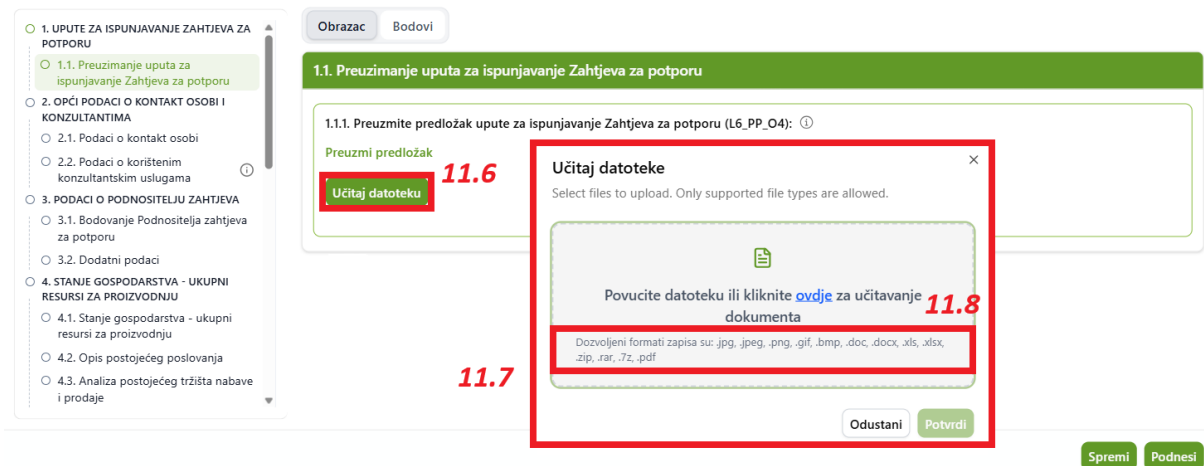 1. UPUTE ZA ISPUNJAVANJE ZAHTJEVA ZA
POTPORU
1.1. Preuzimanje uputa za
ispunjavanje Zahtjeva za potporu
2. OPĆI PODACI O KONTAKT OSOBI I
KONZULTANTIMA
2.1. Podaci o kontakt osobi
2.2. Podaci o korištenim
konzultantskim uslugama
3. PODACI O PODNOSITELJU ZAHTJEVA
3.1. Bodovanje Podnositelja zahtjeva
za potporu
3.2. Dodatni podaci
4. STANJE GOSPODARSTVA - UKUPNI
RESURSI ZA PROIZVODNJU
4.1. Stanje gospodarstva - ukupni
resursi za proizvodnju
4.2. Opis postojećeg poslovanja
4.3. Analiza postojećeg tržišta nabave
i prodaje
Obrazac Bodovi
1.1. Preuzimanje uputa za ispunjavanje Zahtjeva za potporu
1.1.1. Preuzmite predložak upute za ispunjavanje Zahtjeva za potporu (L6_PP_O4):
Preuzmi predložak
11.6
Učitaj datoteku
Učitaj datoteke
Select files to upload. Only supported file types are allowed.
Povucite datoteku ili kliknite ovdje za učitavanje
dokumenta
11.8
Dozvoljeni formati zapisa su: .jpg, .jpeg, .png, .gif, .bmp, .doc, .docx, .xls, .xlsx,
.zip, .rar, .7z, .pdf
11.7
Odustani Potvrdi
Spremi Podnesi